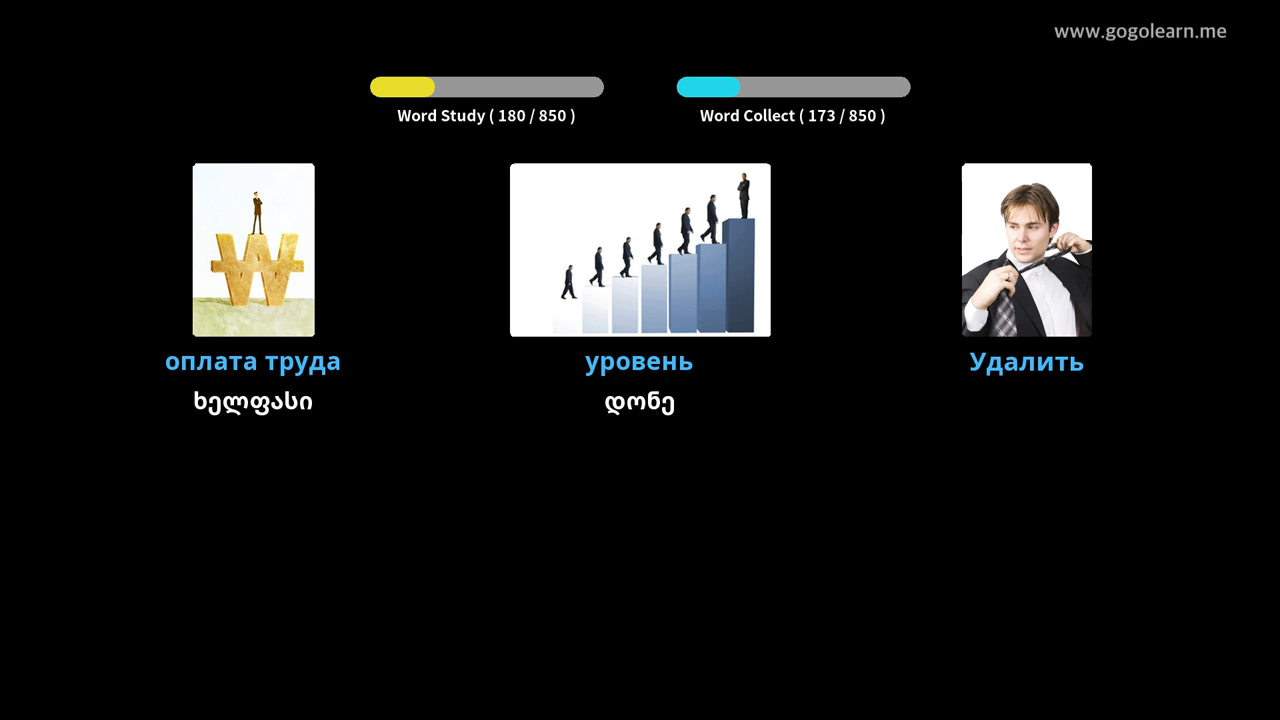 www.gogolearn.me
Word Study ( 180 / 850 )
Word Collect ( 173 / 850 )
оплата труда
уровень
Удалить
ხელფასი
დონე